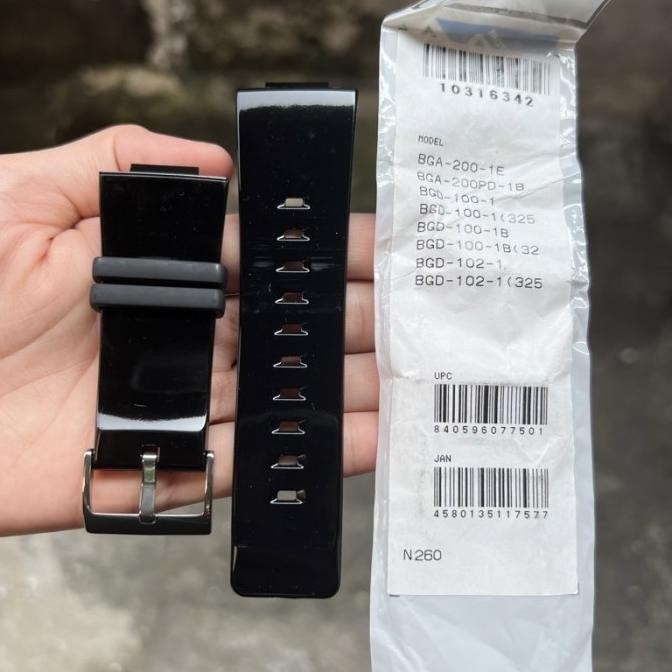 10316342
MODEL
BGA-200-1E
BGA-200PD-1B
BGD-100-1
BGD-100-1(325
BGD-100-1B
BGD-100-1B(32
BGD-102-1
BGD-102-1(325
UPC
840596077501
JAN
4580135117577
N260